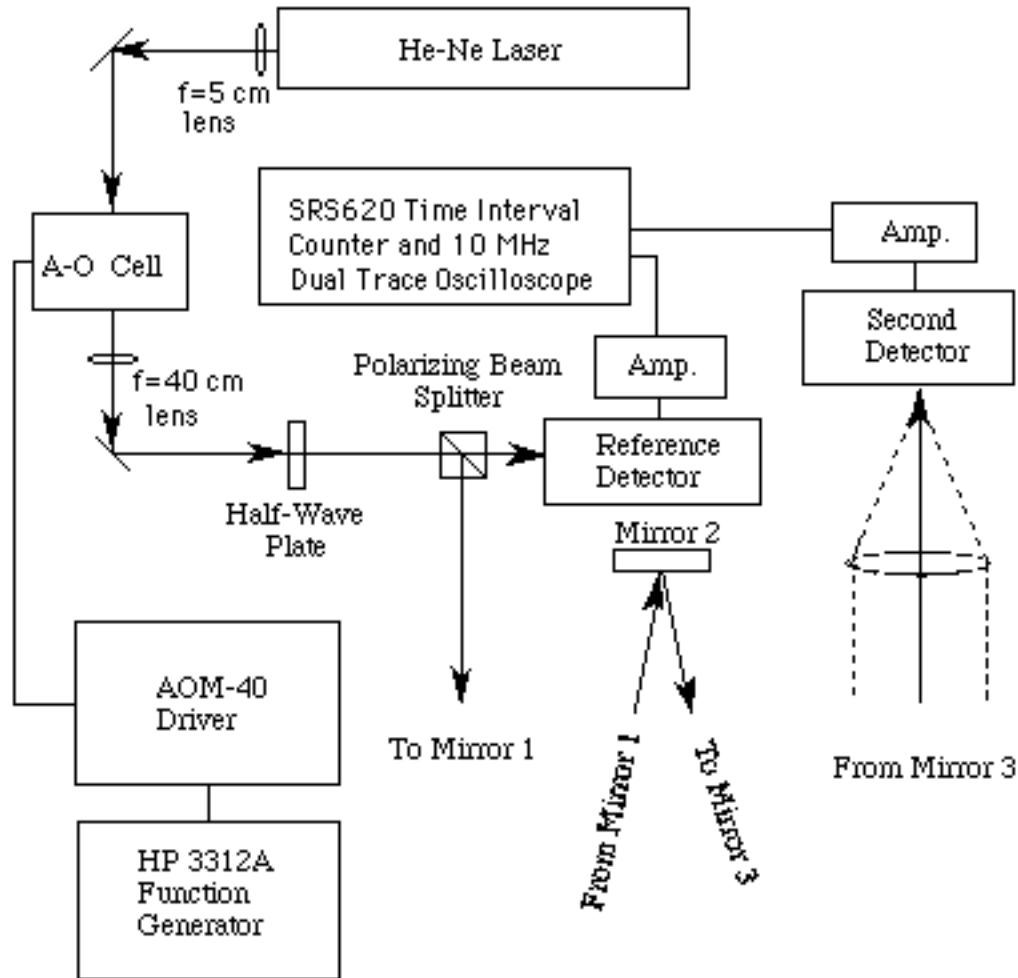 He-Ne Laser
f=5 cm
lens
SRS620 Time Interval
Counter and 10 MHz
Dual Trace Oscilloscope
Amp.
A-O Cell
Second
Detector
Polarizing Beam
Splitter
Amp.
f=40 cm
lens
Reference
Detector
Half-Wave
Plate
Mirror 2
AOM-40
Driver
To Mirror 1
From Mirror 1
To Mirror 3
From Mirror 3
HP 3312A
Function
Generator